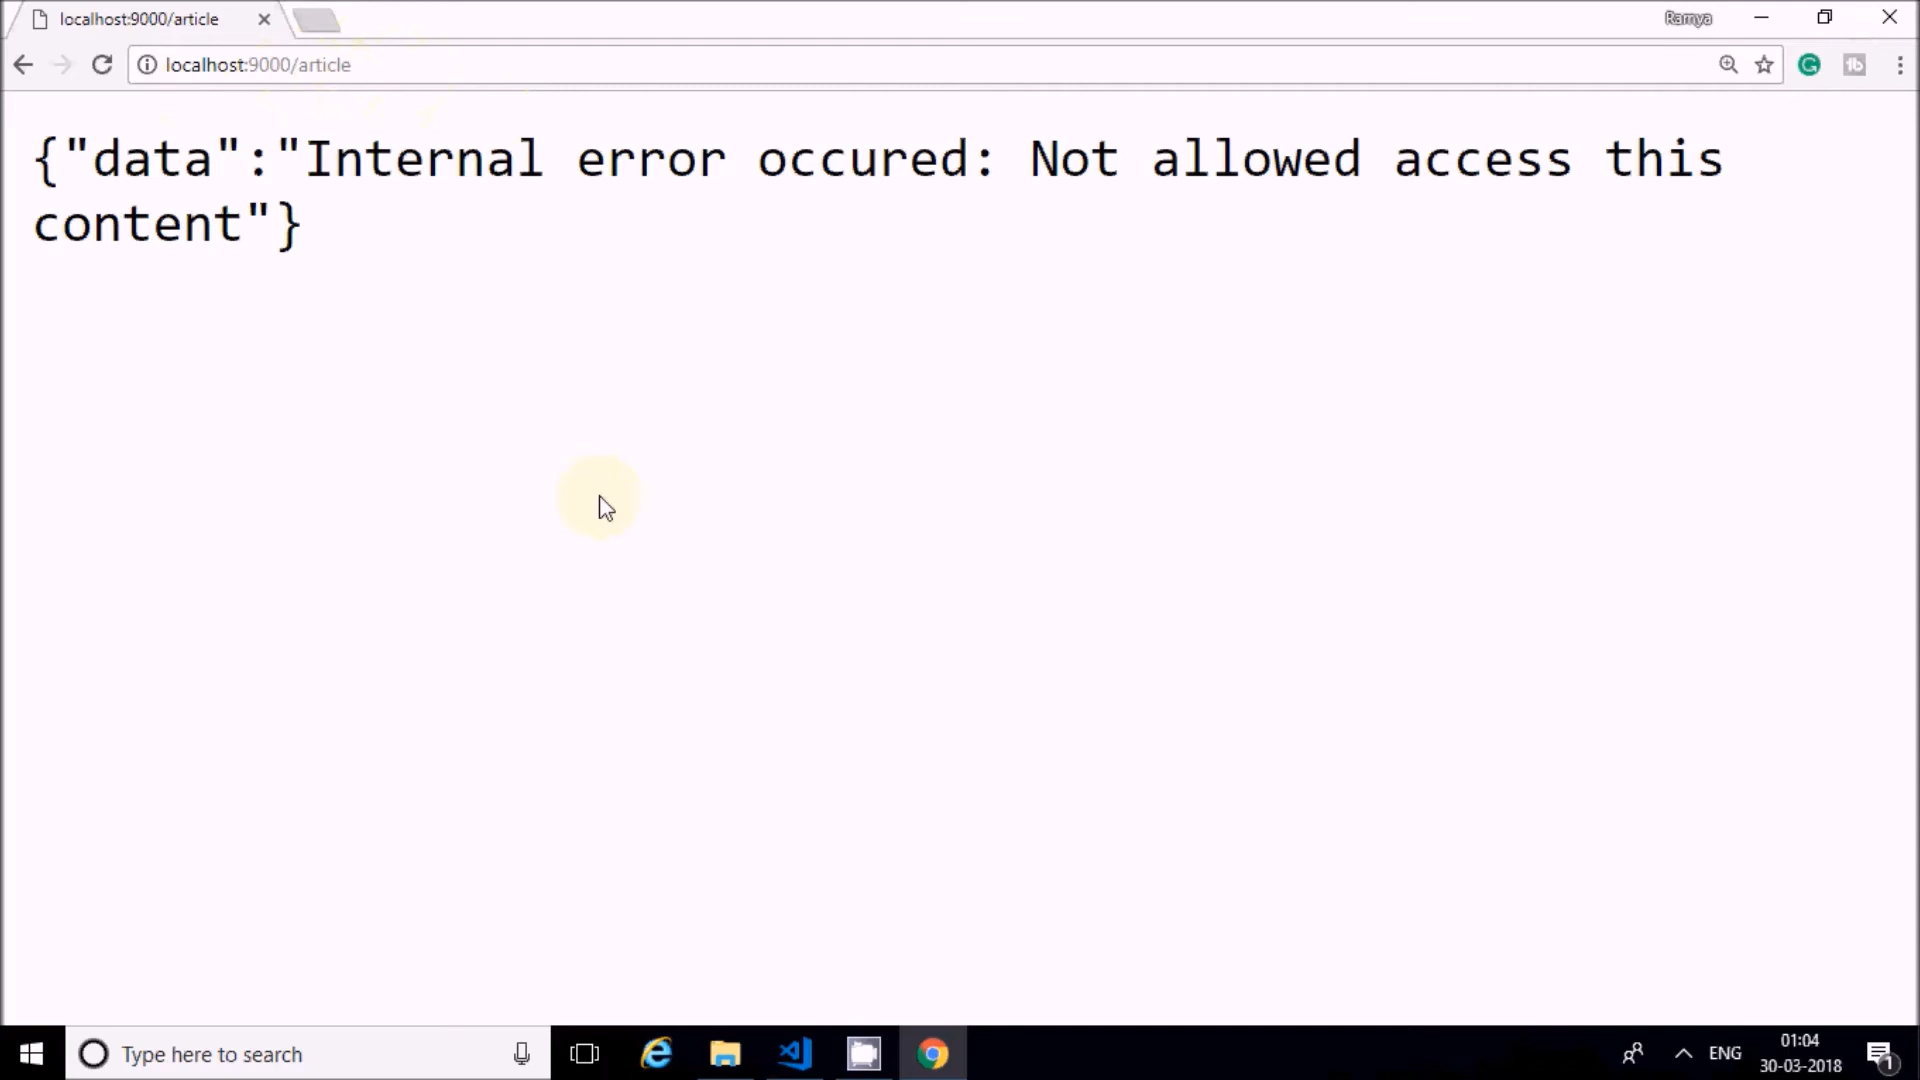 localhost:9000/article
Ramya
localhost:9000/article
{"data":"Internal error occured: Not allowed access this
content"}
Type here to search
ENG
01:04
30-03-2018
1